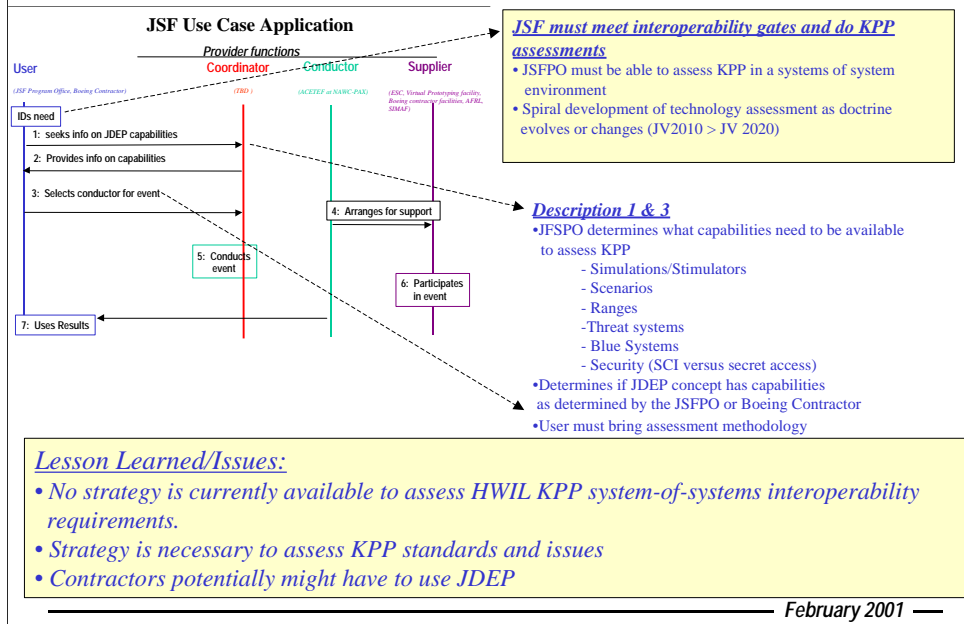 JSF Use Case Application
Provider functions
User
Coordinator
Conductor
Supplier
(JSF Program Office, Boeing Contractor)
(TBD )
(ACETEF at NAWC-PAX)
(ESC, Virtual Prototyping facility,
Boeing contractor facilities, AFRL,
SIMAF)
IDs need
1: seeks info on JDEP capabilities
2: Provides info on capabilities
3: Selects conductor for event
4: Arranges for support
5: Conducts
event
6: Participates
in event
7: Uses Results
JSF must meet interoperability gates and do KPP
assessments
• JSFPO must be able to assess KPP in a systems of system
environment
• Spiral development of technology assessment as doctrine
evolves or changes (JV2010 > JV 2020)
Description 1 & 3
•JFSPO determines what capabilities need to be available
to assess KPP
- Simulations/Stimulators
- Scenarios
- Ranges
-Threat systems
- Blue Systems
- Security (SCI versus secret access)
•Determines if JDEP concept has capabilities
as determined by the JSFPO or Boeing Contractor
•User must bring assessment methodology
Lesson Learned/Issues:
• No strategy is currently available to assess HWIL KPP system-of-systems interoperability
requirements.
• Strategy is necessary to assess KPP standards and issues
• Contractors potentially might have to use JDEP
February 2001